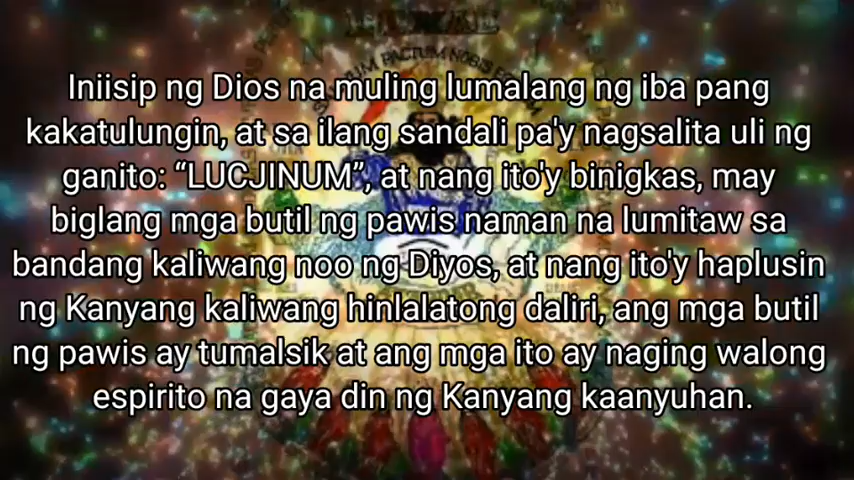 PACTUM NOBIS
Iniisip ng Dios na muling lumalang ng iba pang
kakatulungin, at sa ilang sandali pa'y nagsalita uli ng
ganito: “LUCJINUM”, at nang ito'y binigkas, may
biglang mga butil ng pawis naman na lumitaw sa
bandang kaliwang noo ng Diyos, at nang ito'y haplusin
ng Kanyang kaliwang hinlalatong daliri, ang mga butil
ng pawis ay tumalsik at ang mga ito ay naging walong
espirito na gaya din ng Kanyang kaanyuhan.